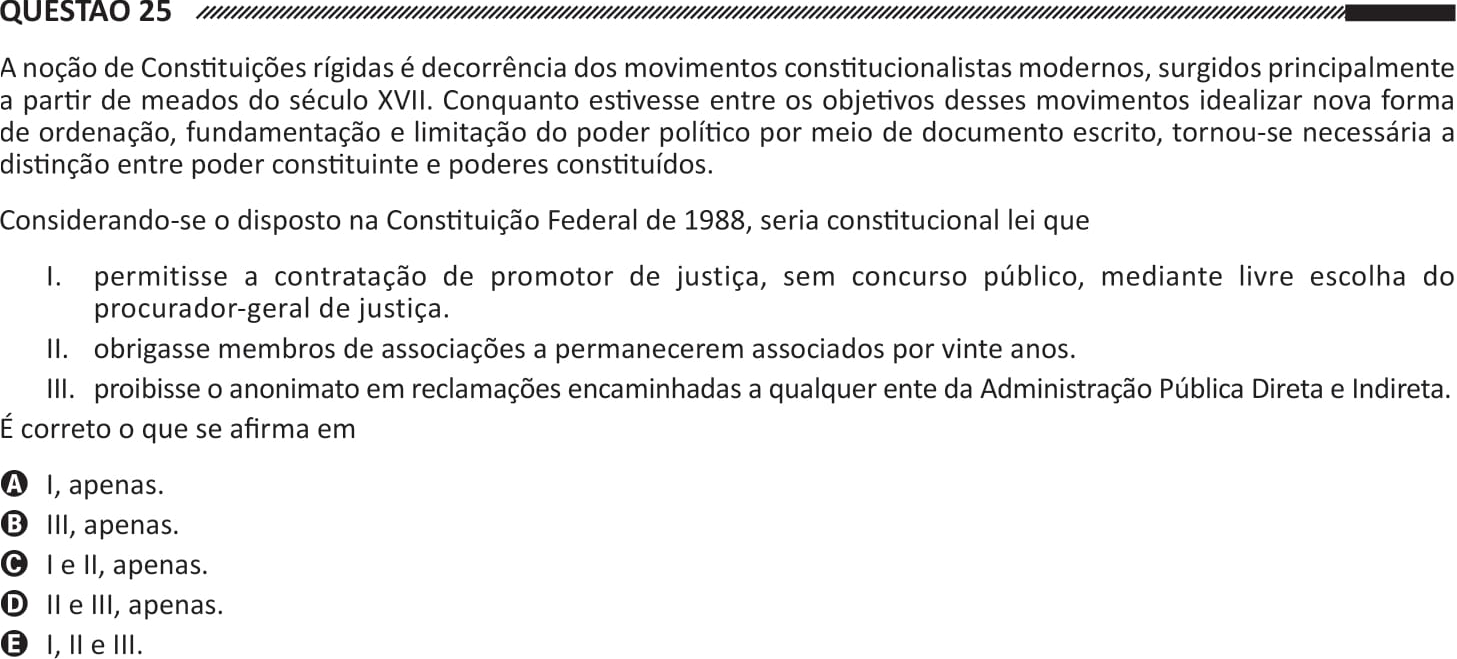 QUESTÃO 25
A noção de Constituições rígidas é decorrência dos movimentos constitucionalistas modernos, surgidos principalmente
a partir de meados do século XVII. Conquanto estivesse entre os objetivos desses movimentos idealizar nova forma
de ordenação, fundamentação e limitação do poder político por meio de documento escrito, tornou-se necessária a
distinção entre poder constituinte e poderes constituídos.
Considerando-se o disposto na Constituição Federal de 1988, seria constitucional lei que
I. permitisse a contratação de promotor de justiça, sem concurso público, mediante livre escolha do
procurador-geral de justiça.
II. obrigasse membros de associações a permanecerem associados por vinte anos.
III. proibisse o anonimato em reclamações encaminhadas a qualquer ente da Administração Pública Direta e Indireta.
É correto o que se afirma em
A I, apenas.
B III, apenas.
C I e II, apenas.
D II e III, apenas.
E I, II e III.